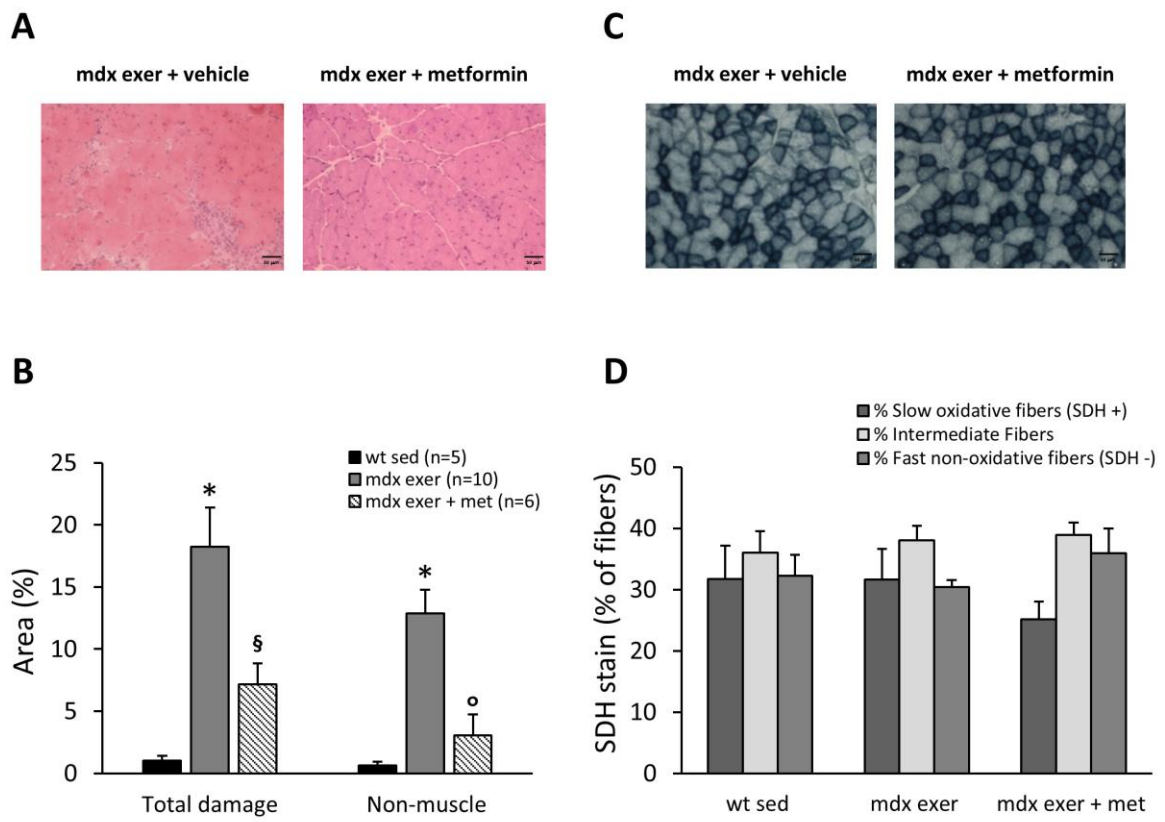 A
mdx exer + vehicle
mdx exer + metformin
C
mdx exer + vehicle
mdx exer + metformin
B
wt sed (n=5)
mdx exer (n=10)
mdx exer + met (n=6)
Area (%)
25
20
15
10
5
0
*
§
*
°
Total damage
Non-muscle
D
% Slow oxidative fibers (SDH +)
% Intermediate Fibers
% Fast non-oxidative fibers (SDH -)
SDH stain (% of fibers)
50
40
30
20
10
0
wt sed
mdx exer
mdx exer + met